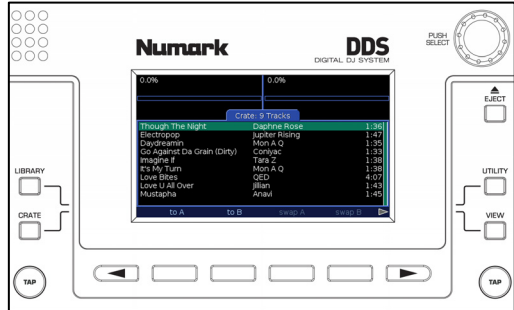 Numark
DDS
DIGITAL DJ SYSTEM
PUSH
SELECT
EJECT
0.0% 0.0%
Crate: 9 Tracks
Though The Night Daphne Rose 1:36
Electropop Jupiter Rising 1:47
Daydreamin Mon A Q 1:35
Go Against Da Grain (Dirty) Coniyac 1:33
Imagine If Tara Z 1:38
It's My Turn Mon A Q 1:38
Love Bites QED 4:07
Love U All Over Jillian 1:43
Mustapha Anavi 1:45
to A to B swap A swap B
LIBRARY
UTILITY
CRATE
VIEW
TAP
TAP